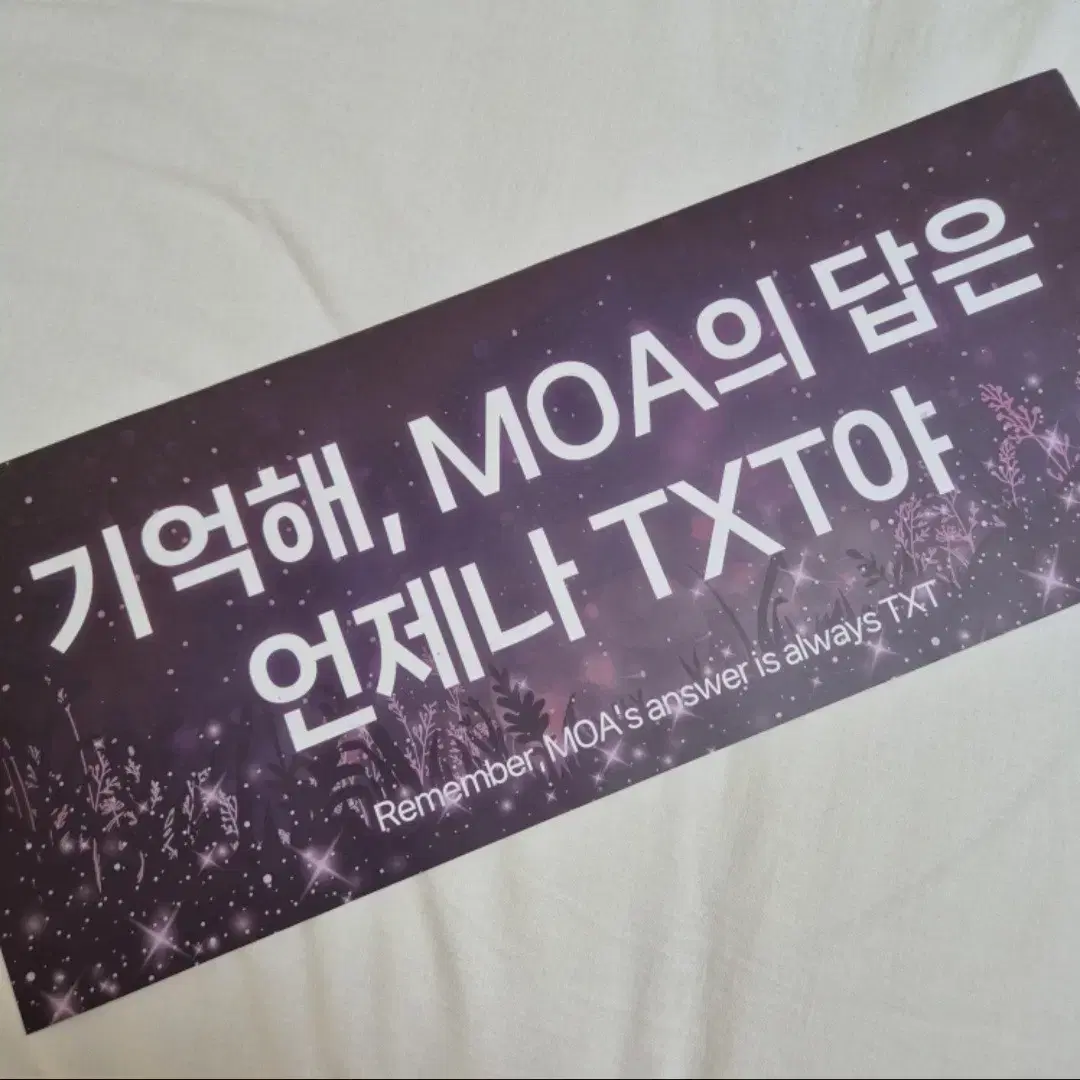 기억해, MOA의 답은
언제나 TXT야
Remember, MOA's answer is always TXT